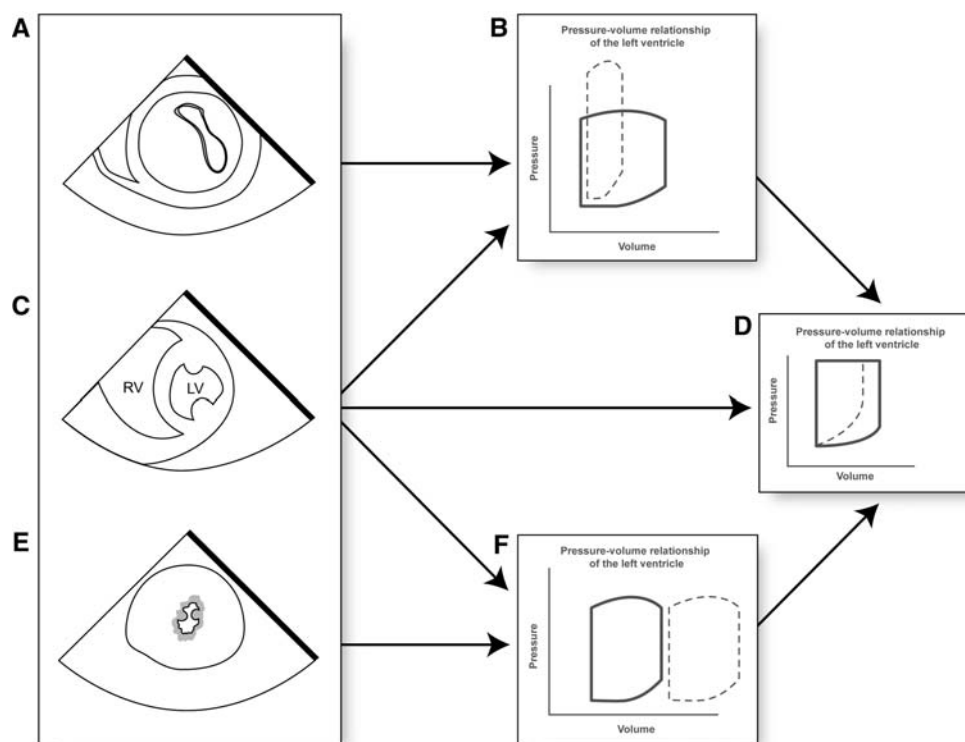 A
B
Pressure-volume relationship
of the left ventricle
Pressure
Volume
C
RV
LV
D
Pressure-volume relationship
of the left ventricle
Pressure
Volume
E
F
Pressure-volume relationship
of the left ventricle
Pressure
Volume